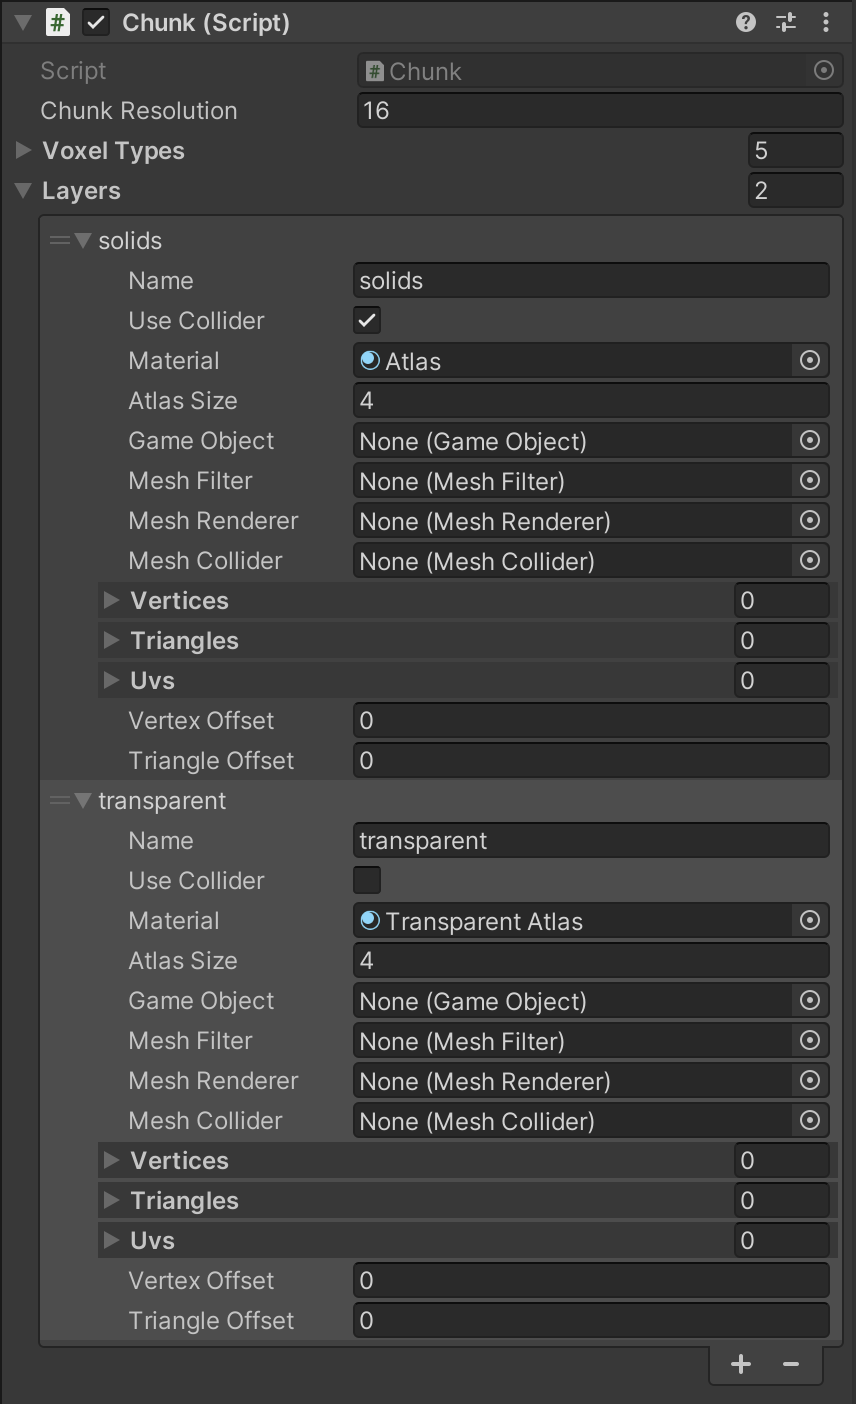 Chunk (Script)
Script Chunk
Chunk Resolution 16
Voxel Types 5
Layers 2
solids
Name solids
Use Collider
Material Atlas
Atlas Size 4
Game Object None (Game Object)
Mesh Filter None (Mesh Filter)
Mesh Renderer None (Mesh Renderer)
Mesh Collider None (Mesh Collider)
Vertices 0
Triangles 0
Uvs 0
Vertex Offset 0
Triangle Offset 0
transparent
Name transparent
Use Collider
Material Transparent Atlas
Atlas Size 4
Game Object None (Game Object)
Mesh Filter None (Mesh Filter)
Mesh Renderer None (Mesh Renderer)
Mesh Collider None (Mesh Collider)
Vertices 0
Triangles 0
Uvs 0
Vertex Offset 0
Triangle Offset 0